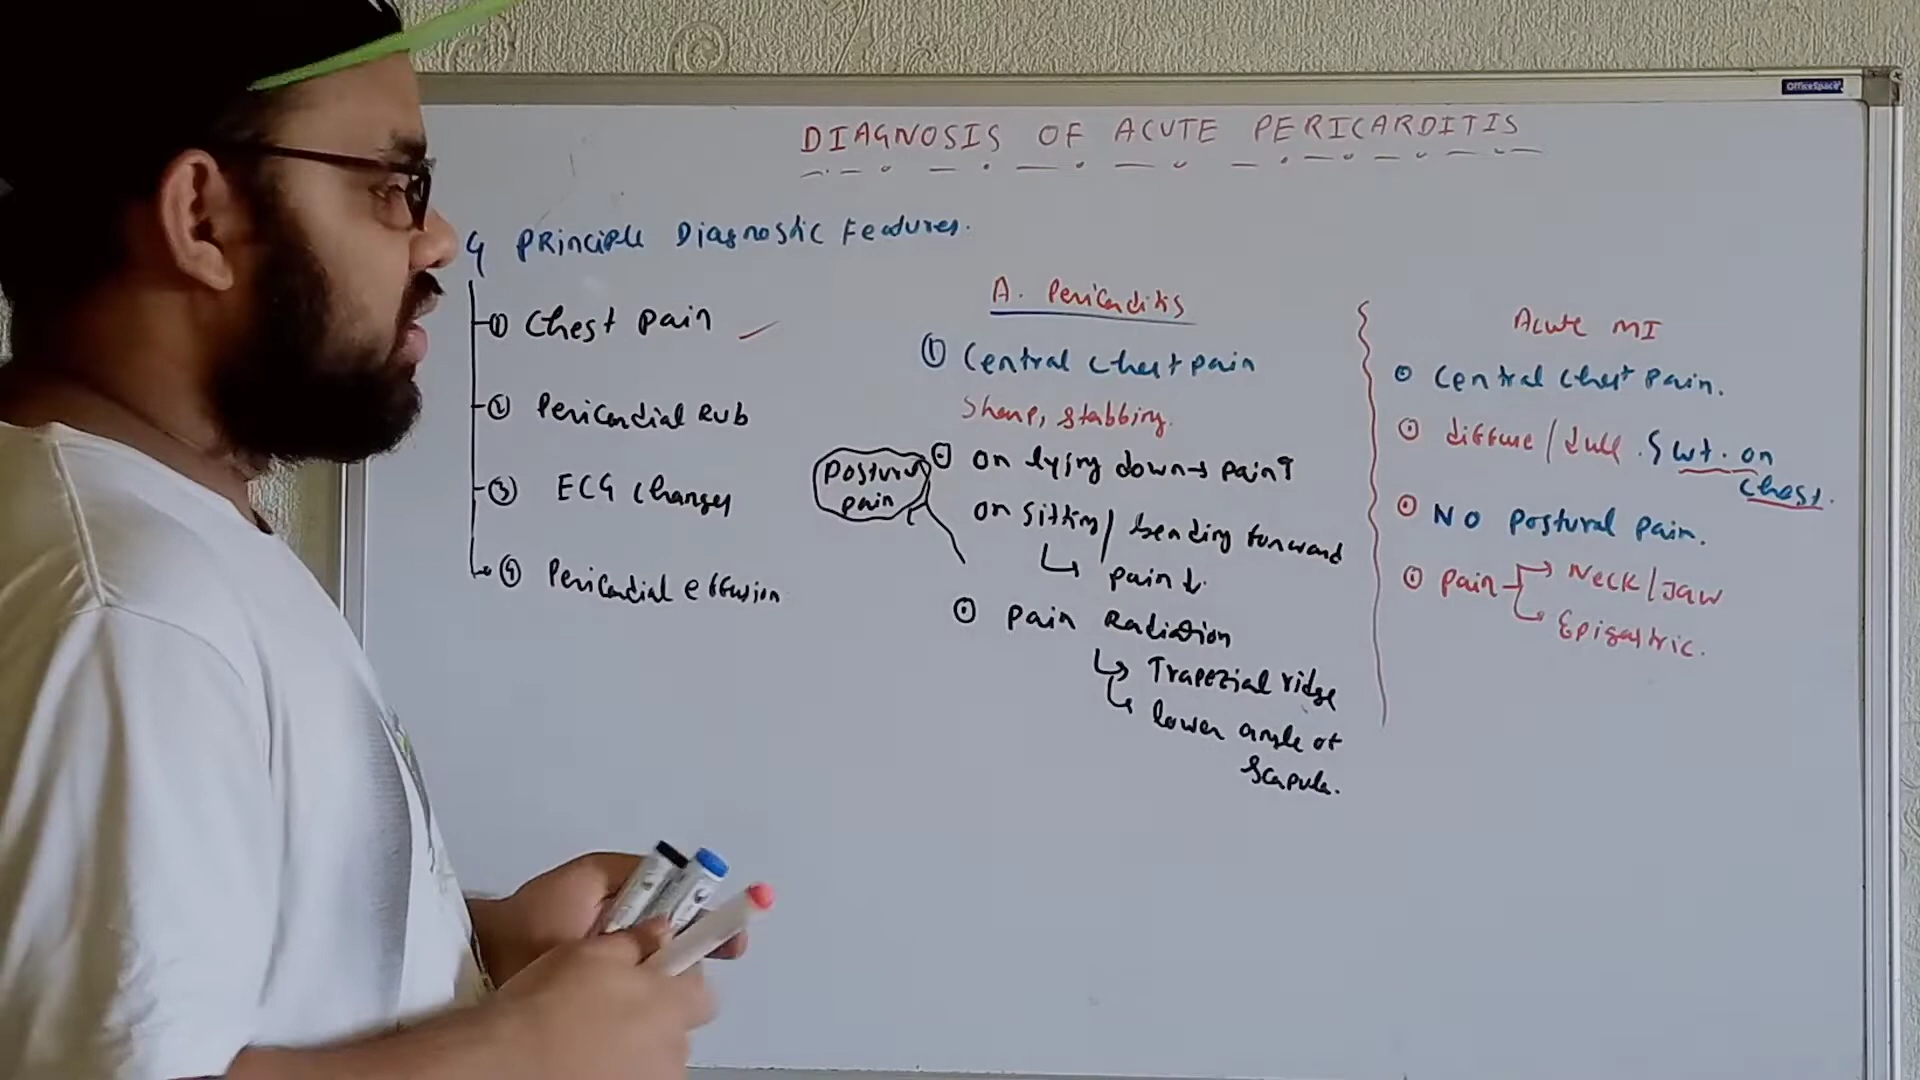 OfficeSpace
DIAGNOSIS OF ACUTE PERICARDITIS
4 PRinciple Diagnostic Features.
① Chest pain
② Pericardial Rub
③ ECG changes
④ Pericardial effusion
A. Pericarditis
① Central chest pain
Sharp, stabbing.
Postural
pain
⊙ on lying down → pain↑
on sitting / bending forward
↳ pain ↓.
⊙ pain Radiation
↳ Trapezial ridge
↳ lower angle of
Scapula.
Acute MI
⊙ Central chest pain.
⊙ diffuse / dull. } wt. on
chest.
⊙ NO postural pain.
⊙ pain → Neck / Jaw
↳ Epigastric.